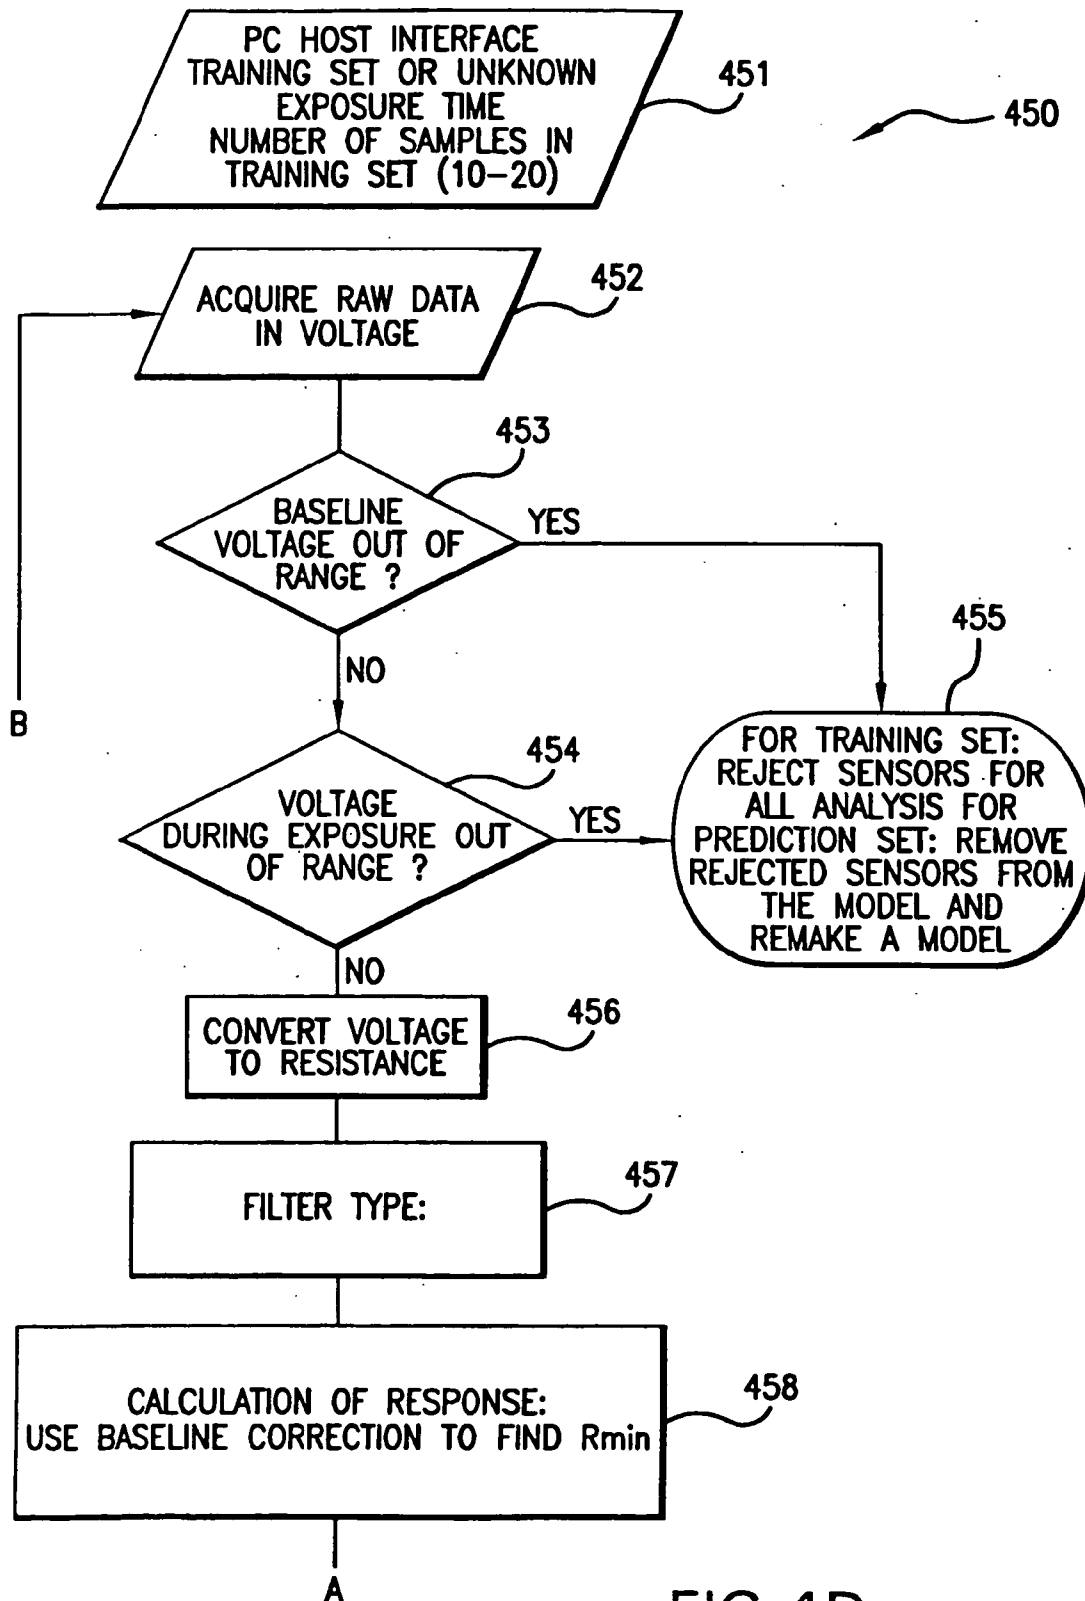 PC HOST INTERFACE
TRAINING SET OR UNKNOWN
EXPOSURE TIME
NUMBER OF SAMPLES IN
TRAINING SET (10-20)
451
450
ACQUIRE RAW DATA
IN VOLTAGE
452
453
BASELINE
VOLTAGE OUT OF
RANGE ?
YES
NO
B
455
FOR TRAINING SET:
REJECT SENSORS FOR
ALL ANALYSIS FOR
PREDICTION SET: REMOVE
REJECTED SENSORS FROM
THE MODEL AND
REMAKE A MODEL
454
VOLTAGE
DURING EXPOSURE OUT
OF RANGE ?
YES
NO
CONVERT VOLTAGE
TO RESISTANCE
456
FILTER TYPE:
457
CALCULATION OF RESPONSE:
USE BASELINE CORRECTION TO FIND Rmin
458
A
FIG. 4D